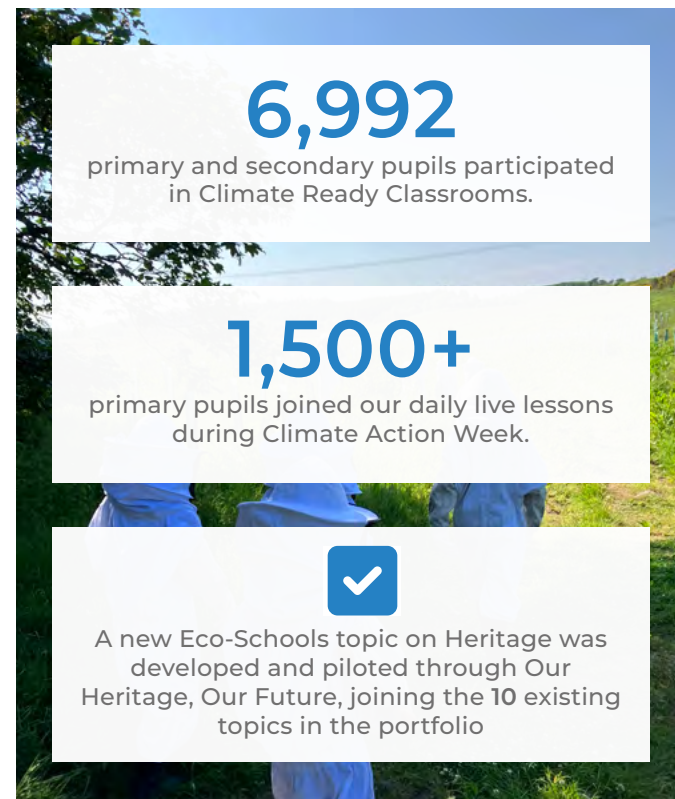 6,992
primary and secondary pupils participated
in Climate Ready Classrooms.
1,500+
primary pupils joined our daily live lessons
during Climate Action Week.
A new Eco-Schools topic on Heritage was
developed and piloted through Our
Heritage, Our Future, joining the 10 existing
topics in the portfolio